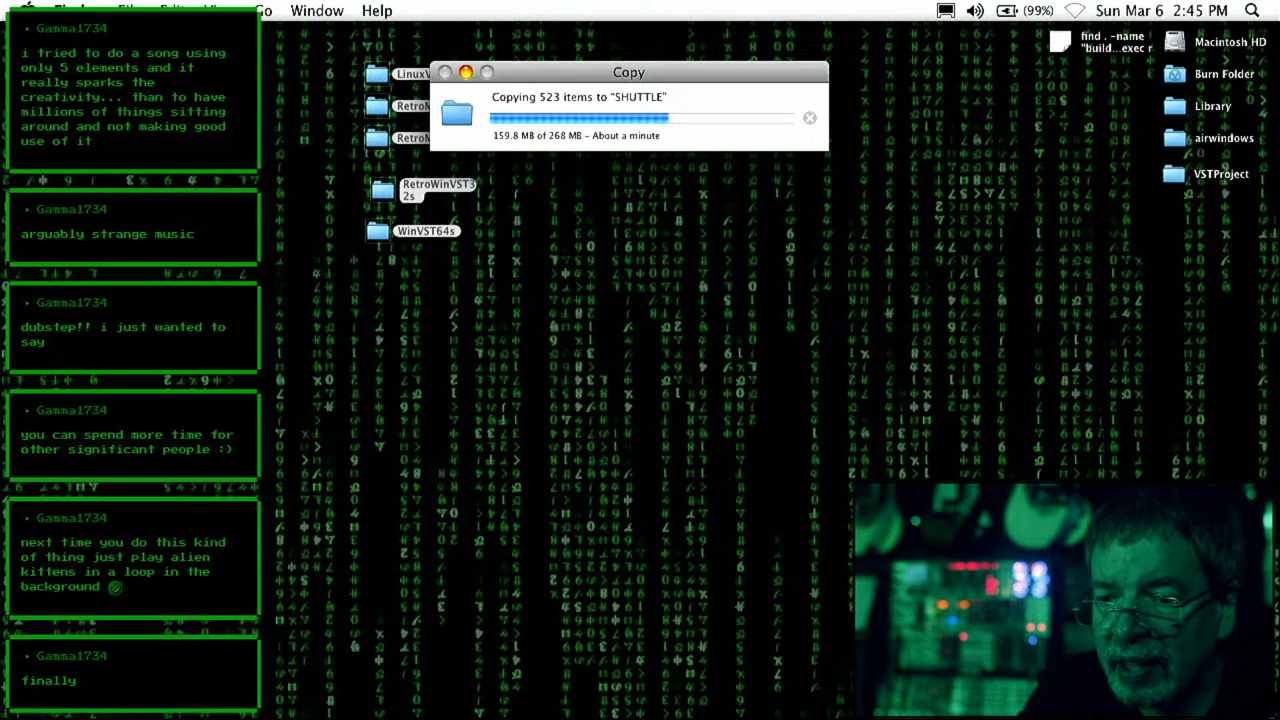 Go Window Help
(99%) Sun Mar 6 2:45 PM
Gamma1734
i tried to do a song using
only 5 elements and it
really sparks the
creativity... than to have
millions of things sitting
around and not making good
use of it
Gamma1734
arguably strange music
Gamma1734
dubstep!! i just wanted to
say
Gamma1734
you can spend more time for
other significant people :)
Gamma1734
next time you do this kind
of thing just play alien
kittens in a loop in the
background
Gamma1734
finally
Copy
Copying 523 items to “SHUTTLE”
159.8 MB of 268 MB – About a minute
LinuxV
RetroM
RetroM
RetroWinVST3
2s
WinVST64s
find . -name
"build...exec r
Macintosh HD
Burn Folder
Library
airwindows
VSTProject